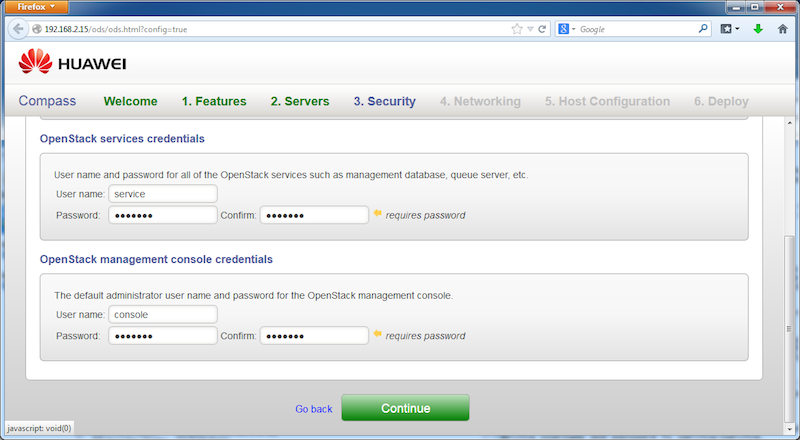 Firefox
192.168.2.15/ods/ods.html?config=true
Google
HUAWEI
Compass Welcome 1. Features 2. Servers 3. Security 4. Networking 5. Host Configuration 6. Deploy
OpenStack services credentials
User name and password for all of the OpenStack services such as management database, queue server, etc.
User name: service
Password: ●●●●●●● Confirm: ●●●●●●● requires password
OpenStack management console credentials
The default administrator user name and password for the OpenStack management console.
User name: console
Password: ●●●●●●● Confirm: ●●●●●●● requires password
Go back Continue
javascript: void(0)